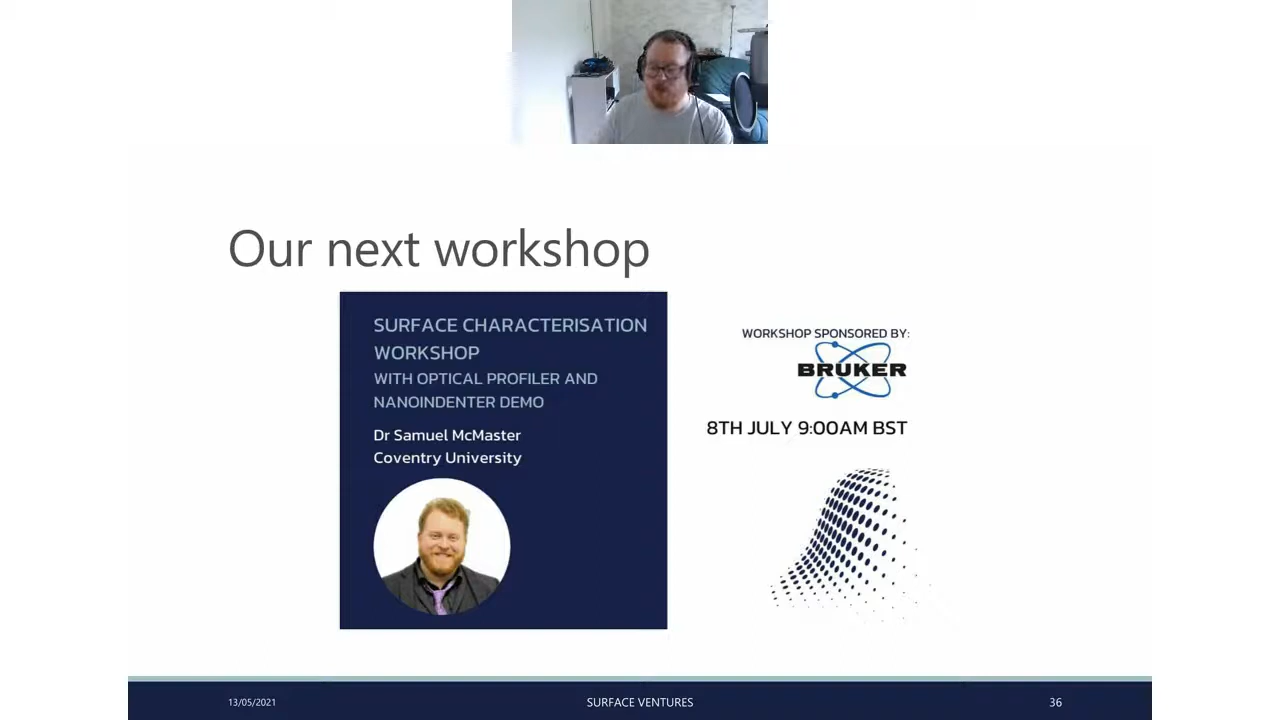 Our next workshop
SURFACE CHARACTERISATION
WORKSHOP
WITH OPTICAL PROFILER AND
NANOINDENTER DEMO
Dr Samuel McMaster
Coventry University
WORKSHOP SPONSORED BY:
BRUKER
8TH JULY 9:00AM BST
13/05/2021
SURFACE VENTURES
36